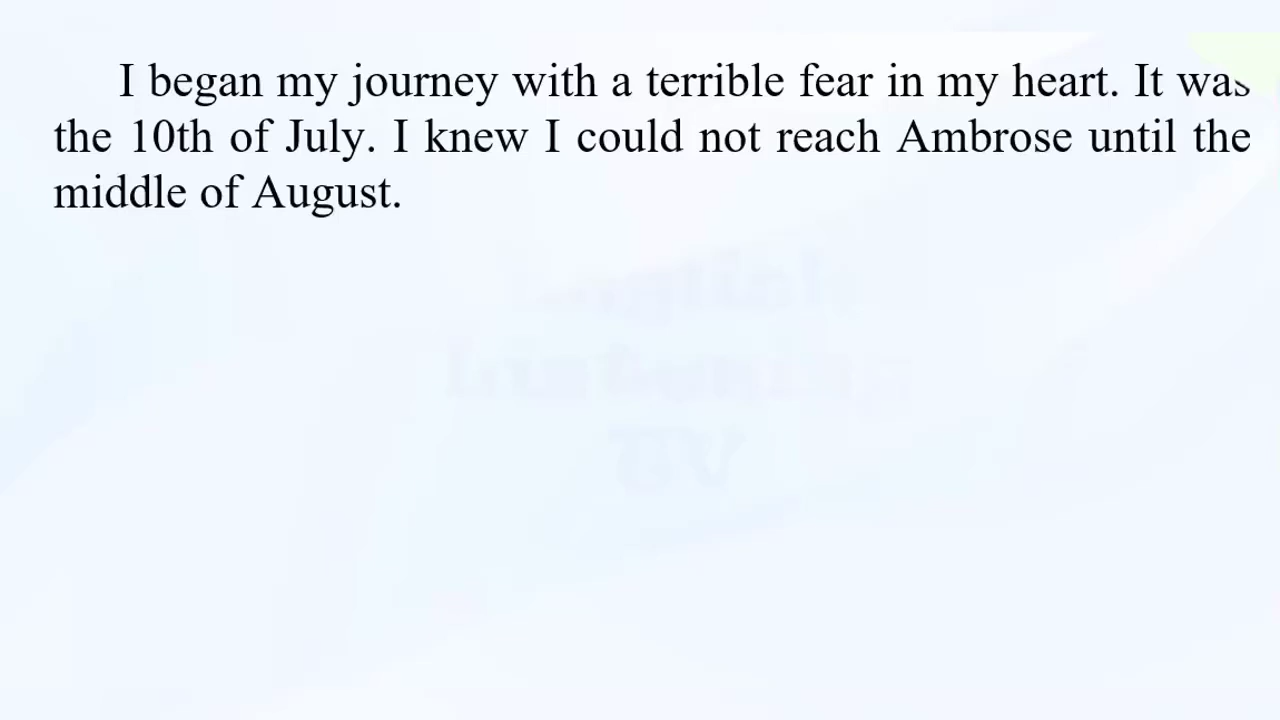 I began my journey with a terrible fear in my heart. It was
the 10th of July. I knew I could not reach Ambrose until the
middle of August.